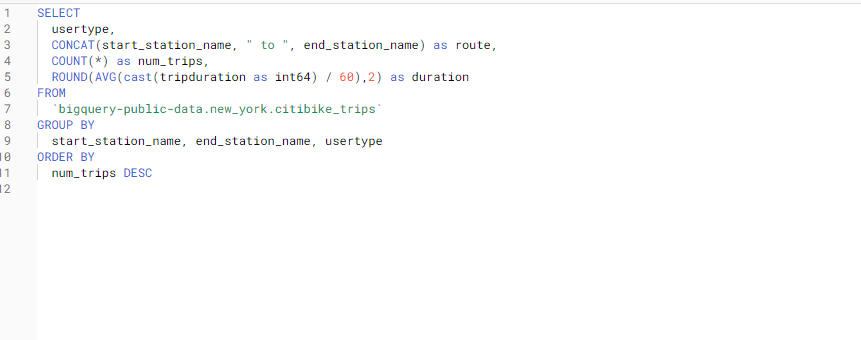 1 SELECT
2 usertype,
3 CONCAT(start_station_name, " to ", end_station_name) as route,
4 COUNT(*) as num_trips,
5 ROUND(AVG(cast(tripduration as int64) / 60),2) as duration
6 FROM
7 `bigquery-public-data.new_york.citibike_trips`
8 GROUP BY
9 start_station_name, end_station_name, usertype
10 ORDER BY
11 num_trips DESC
12